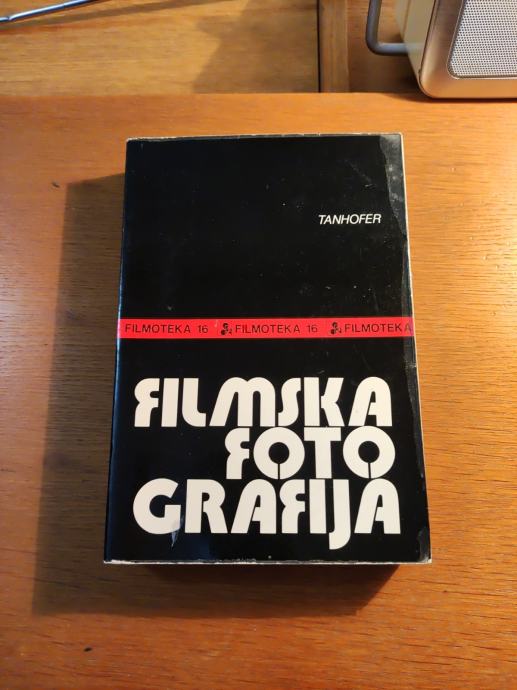 TANHOFER
FILMOTEKA 16 FILMOTEKA 16 FILMOTEKA
FILMSKA
FOTO
GRAFIJA